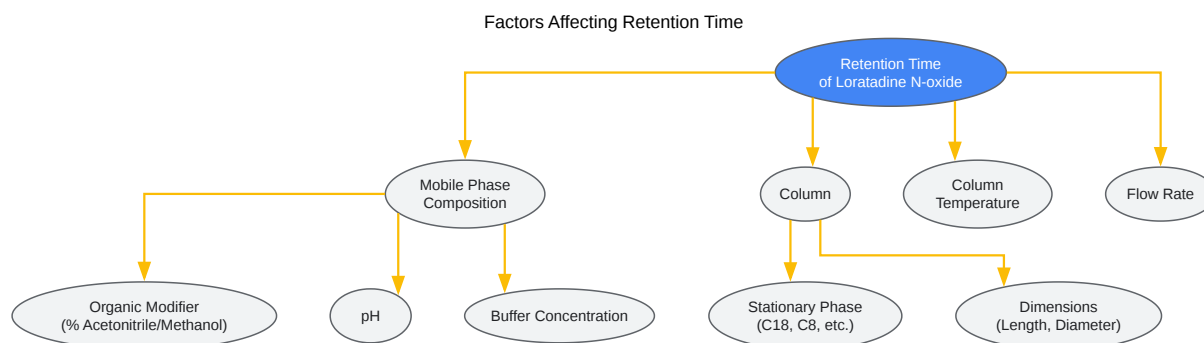 Factors Affecting Retention Time
Retention Time
of Loratadine N-oxide
Mobile Phase
Composition
Column
Column
Temperature
Flow Rate
Organic Modifier
(% Acetonitrile/Methanol)
pH
Buffer Concentration
Stationary Phase
(C18, C8, etc.)
Dimensions
(Length, Diameter)